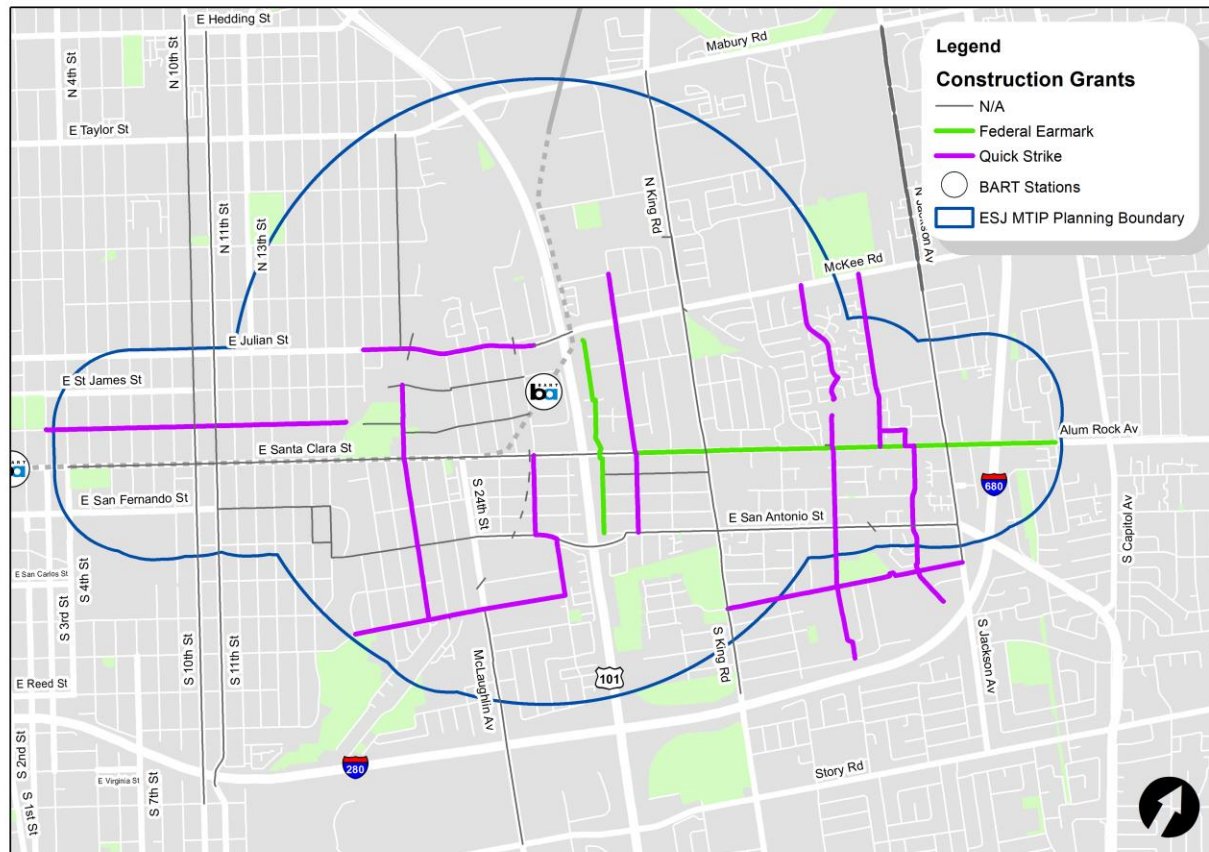 E Hedding St
N 4th St
N 10th St
Mabury Rd
Legend
Construction Grants
N/A
Federal Earmark
Quick Strike
BART Stations
ESJ MTIP Planning Boundary
E Taylor St
N 11th St
N 13th St
N King Rd
N Jackson Av
McKee Rd
E Julian St
E St James St
BART
ba
Alum Rock Av
E Santa Clara St
ba
680
E San Fernando St
S 24th St
E San Antonio St
S Capitol Av
E San Carlos St
S 4th St
S 3rd St
S 10th St
S 11th St
S King Rd
S Jackson Av
McLaughlin Av
E Reed St
101
S 2nd St
280
Story Rd
E Virginia St
S 7th St
S 1st St